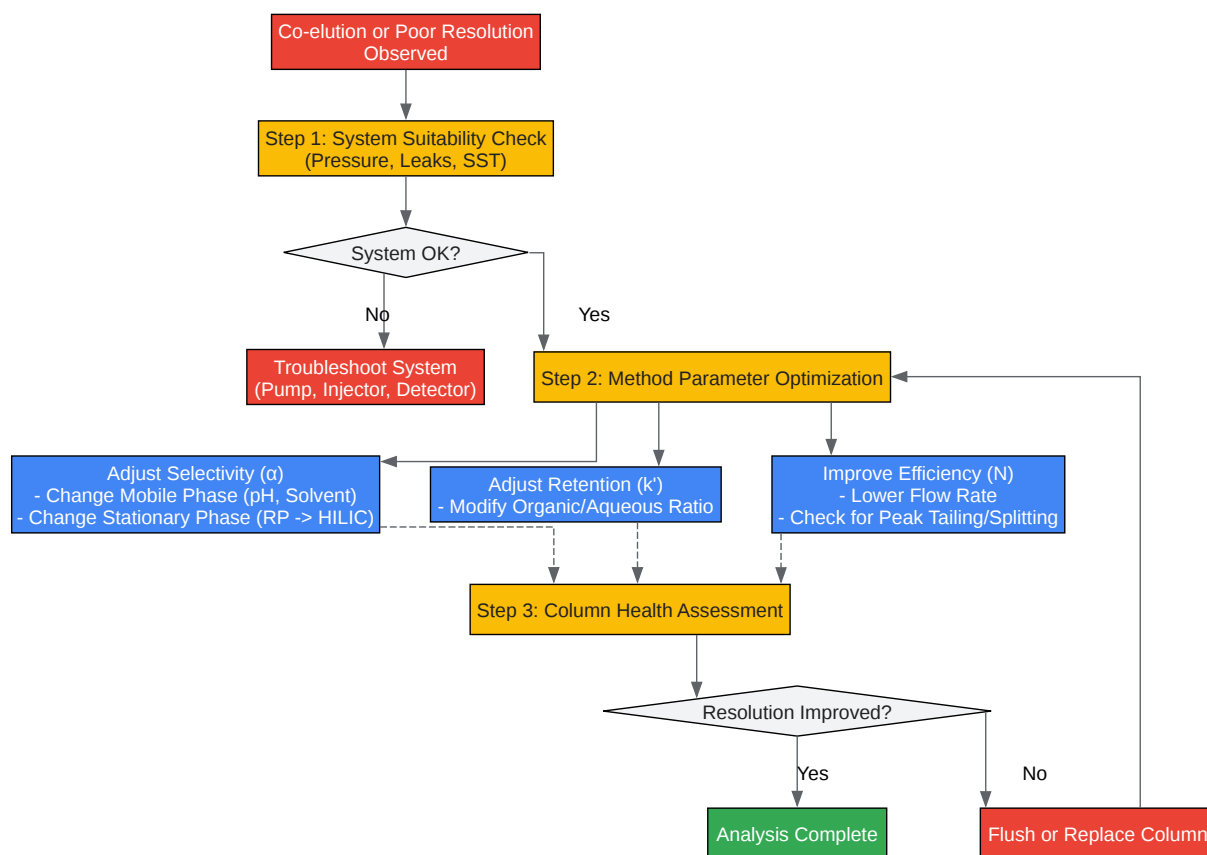 Co-elution or Poor Resolution
Observed
Step 1: System Suitability Check
(Pressure, Leaks, SST)
System OK?
No
Yes
Troubleshoot System
(Pump, Injector, Detector)
Step 2: Method Parameter Optimization
Adjust Selectivity (α)
- Change Mobile Phase (pH, Solvent)
- Change Stationary Phase (RP -> HILIC)
Adjust Retention (k')
- Modify Organic/Aqueous Ratio
Improve Efficiency (N)
- Lower Flow Rate
- Check for Peak Tailing/Splitting
Step 3: Column Health Assessment
Resolution Improved?
Yes
No
Analysis Complete
Flush or Replace Column